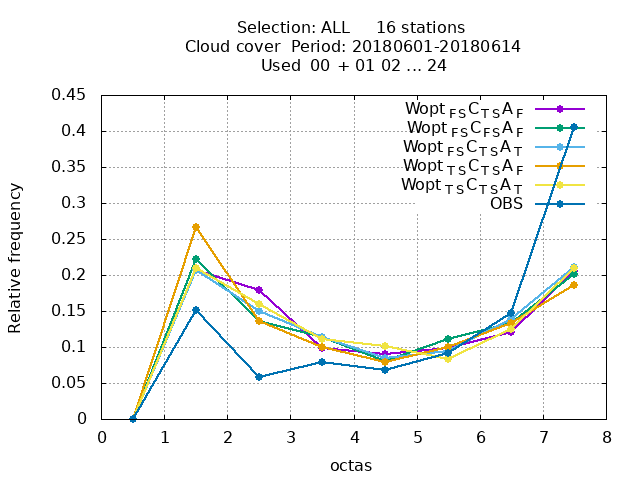 Selection: ALL     16 stations
Cloud cover  Period: 20180601-20180614
Used  00  + 01 02 ... 24
0.45
0.4
0.35
0.3
0.25
0.2
0.15
0.1
0.05
0
Relative frequency
Wopt FS C TS A F
Wopt FS C FS A F
Wopt FS C TS A T
Wopt TS C TS A F
Wopt TS C TS A T
OBS
0 1 2 3 4 5 6 7 8
octas